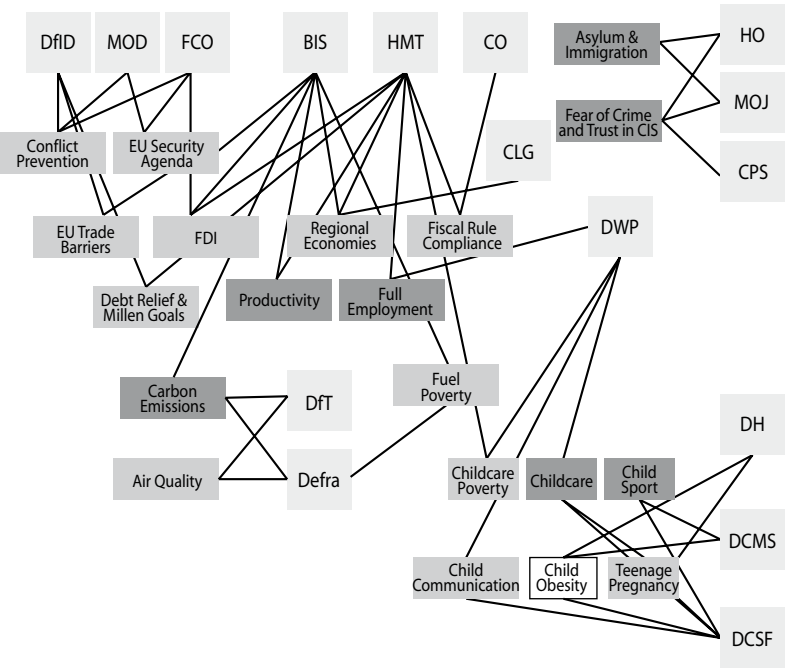 DfID
MOD
FCO
BIS
HMT
CO
Asylum &
Immigration
HO
MOJ
Fear of Crime
and Trust in CIS
CPS
Conflict
Prevention
EU Security
Agenda
CLG
EU Trade
Barriers
FDI
Regional
Economies
Fiscal Rule
Compliance
DWP
Debt Relief &
Millen Goals
Productivity
Full
Employment
Carbon
Emissions
DfT
Fuel
Poverty
DH
Air Quality
Defra
Childcare
Poverty
Childcare
Child
Sport
DCMS
Child
Communication
Child
Obesity
Teenage
Pregnancy
DCSF